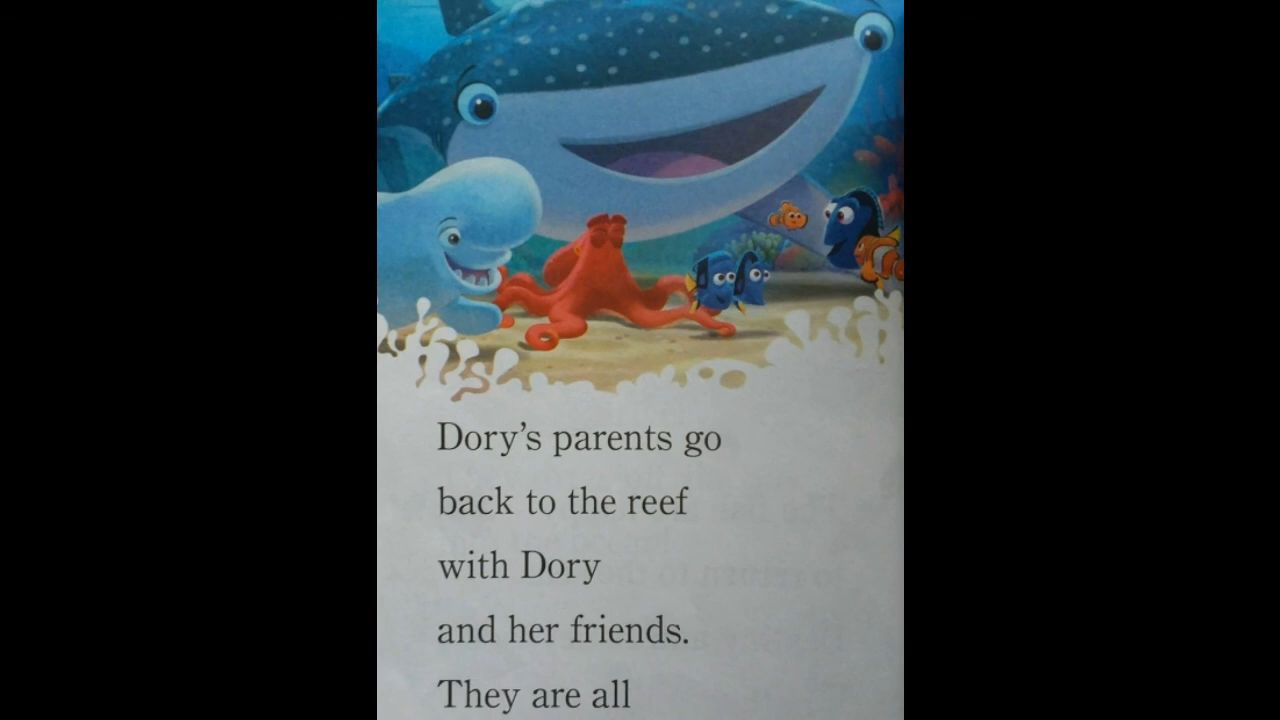 Dory’s parents go
back to the reef
with Dory
and her friends.
They are all